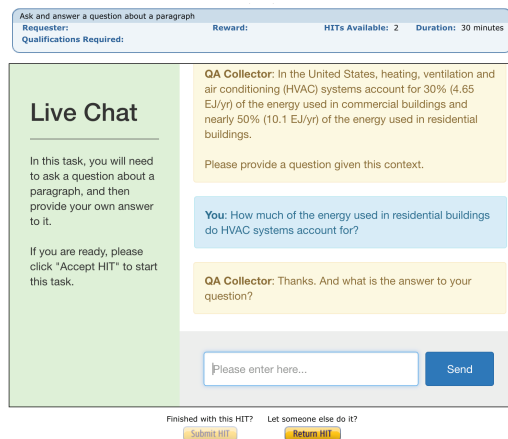 Ask and answer a question about a paragraph
Requester: Reward: HITs Available: 2 Duration: 30 minutes
Qualifications Required:
Live Chat
In this task, you will need
to ask a question about a
paragraph, and then
provide your own answer
to it.
If you are ready, please
click "Accept HIT" to start
this task.
QA Collector: In the United States, heating, ventilation and
air conditioning (HVAC) systems account for 30% (4.65
EJ/yr) of the energy used in commercial buildings and
nearly 50% (10.1 EJ/yr) of the energy used in residential
buildings.
Please provide a question given this context.
You: How much of the energy used in residential buildings
do HVAC systems account for?
QA Collector: Thanks. And what is the answer to your
question?
Please enter here...
Send
Finished with this HIT? Let someone else do it?
Submit HIT Return HIT